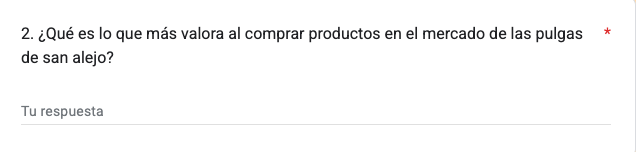 2. ¿Qué es lo que más valora al comprar productos en el mercado de las pulgas *
de san alejo?
Tu respuesta